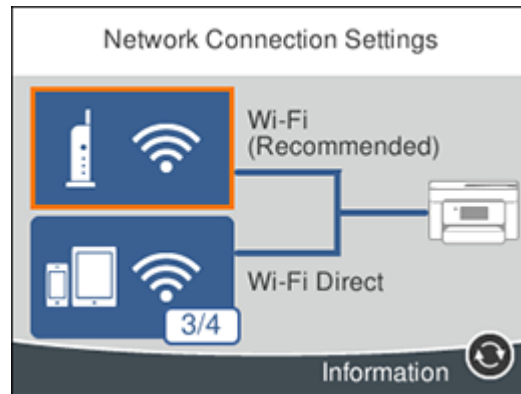 Network Connection Settings
Wi-Fi
(Recommended)
Wi-Fi Direct
3/4
Information